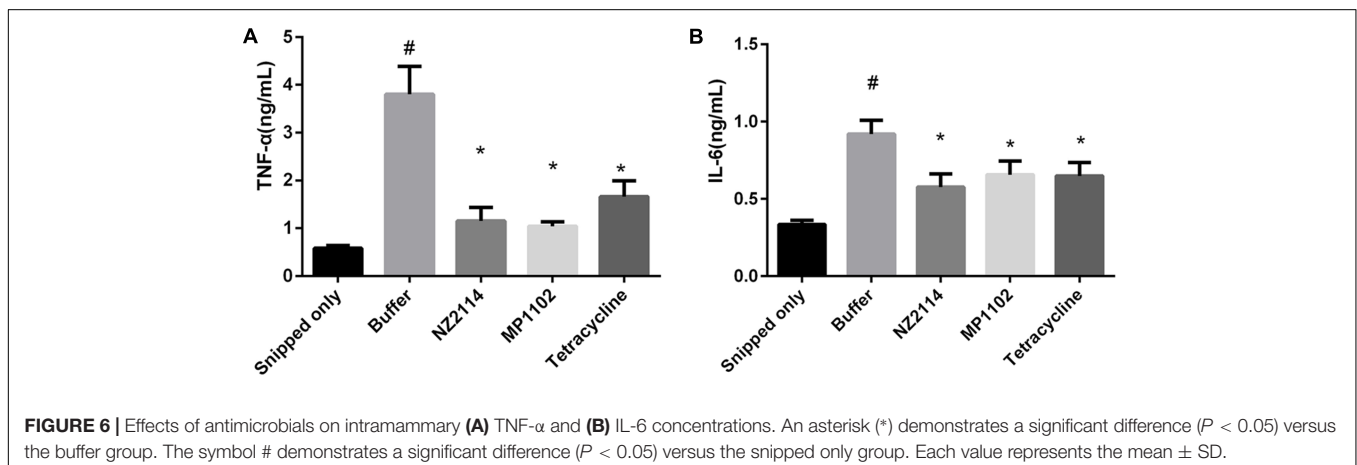 A
5
4
3
2
1
0
TNF-α(ng/mL)
#
*
*
*
Snipped only
Buffer
NZ2114
MP1102
Tetracycline
B
1.5
1.0
0.5
0.0
IL-6(ng/mL)
#
*
*
*
Snipped only
Buffer
NZ2114
MP1102
Tetracycline
FIGURE 6 | Effects of antimicrobials on intramammary (A) TNF-α and (B) IL-6 concentrations. An asterisk (*) demonstrates a significant difference (P < 0.05) versus
the buffer group. The symbol # demonstrates a significant difference (P < 0.05) versus the snipped only group. Each value represents the mean ± SD.